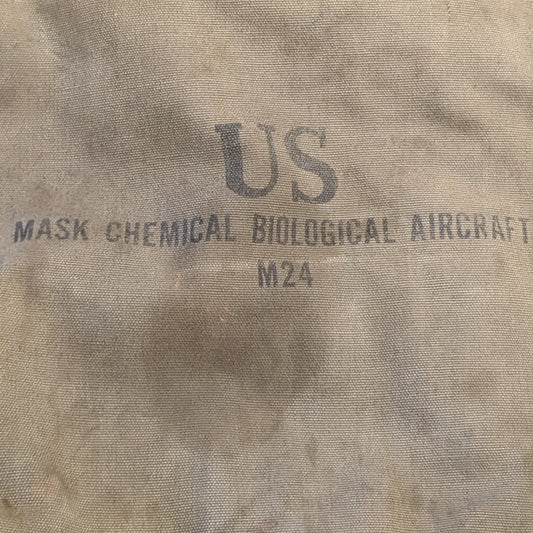 US
MASK CHEMICAL BIOLOGICAL AIRCRAFT
M24